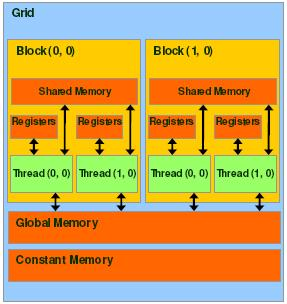 Grid
Block (0, 0)
Block (1, 0)
Shared Memory
Shared Memory
Registers
Registers
Registers
Registers
Thread (0, 0)
Thread (1, 0)
Thread (0, 0)
Thread (1, 0)
Global Memory
Constant Memory